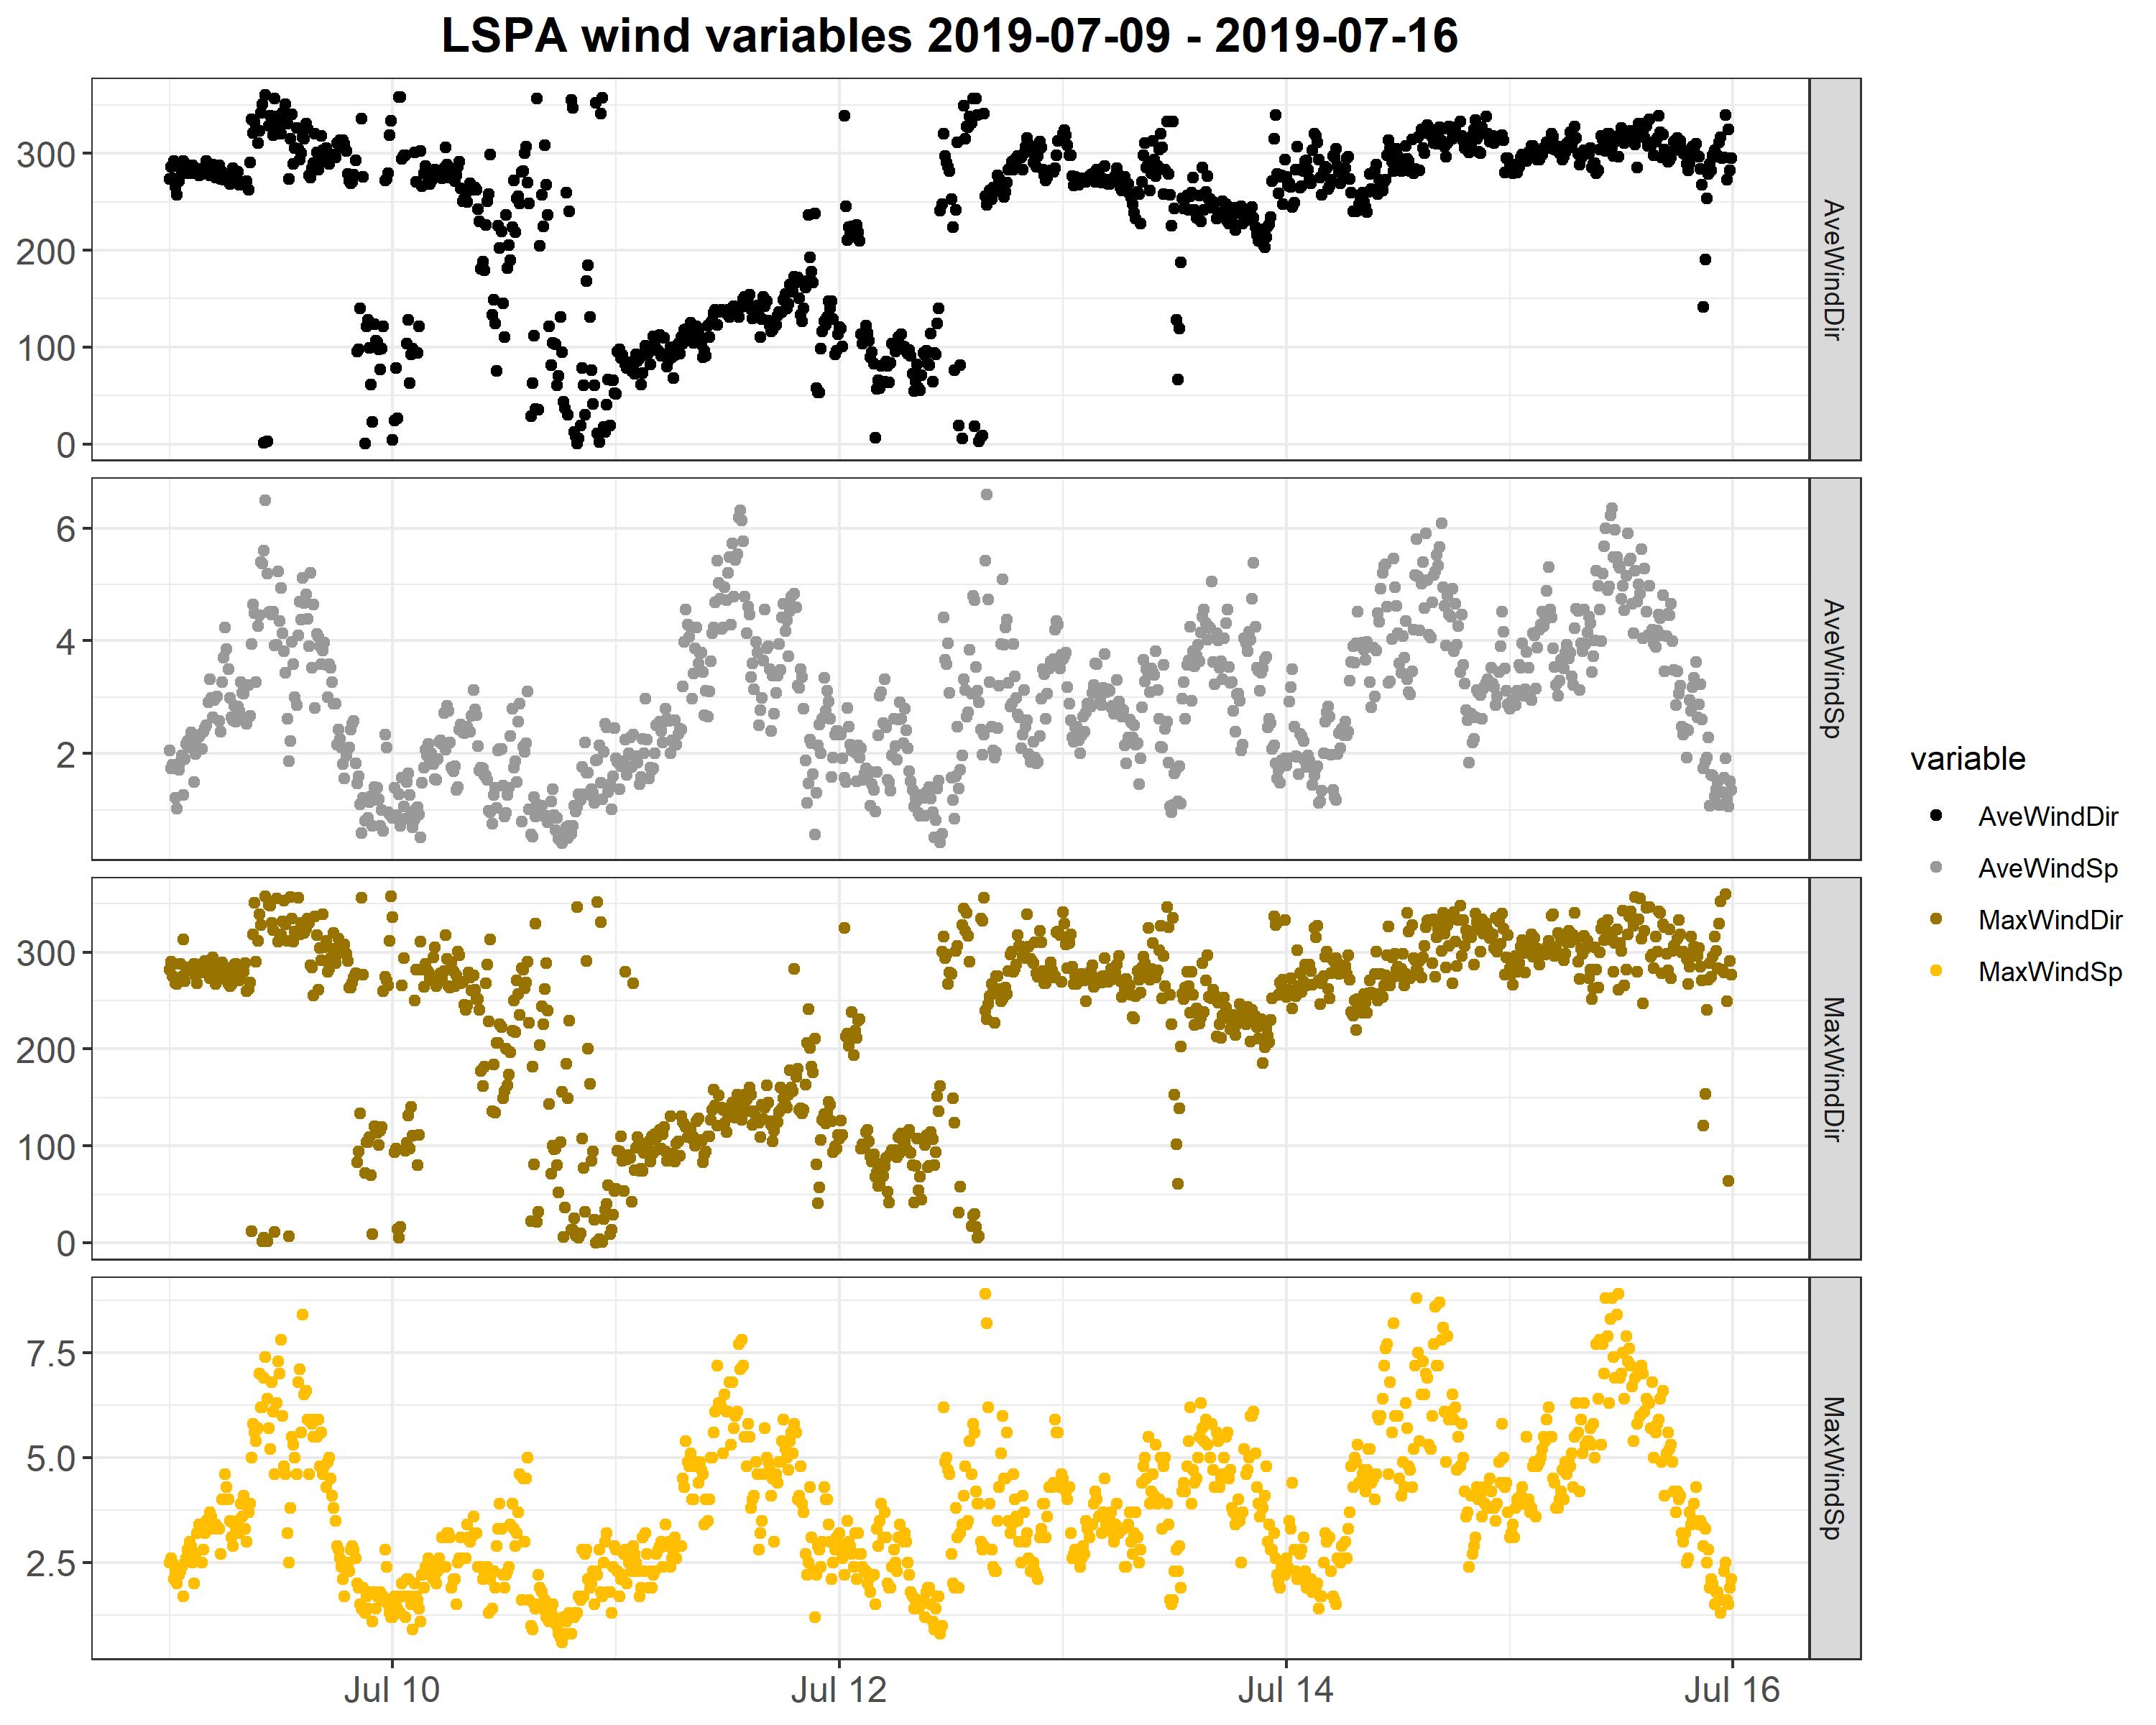 LSPA wind variables 2019-07-09 - 2019-07-16
300
200
100
0
AveWindDir
6
4
2
AveWindSp
300
200
100
0
MaxWindDir
7.5
5.0
2.5
MaxWindSp
Jul 10
Jul 12
Jul 14
Jul 16
variable
AveWindDir
AveWindSp
MaxWindDir
MaxWindSp